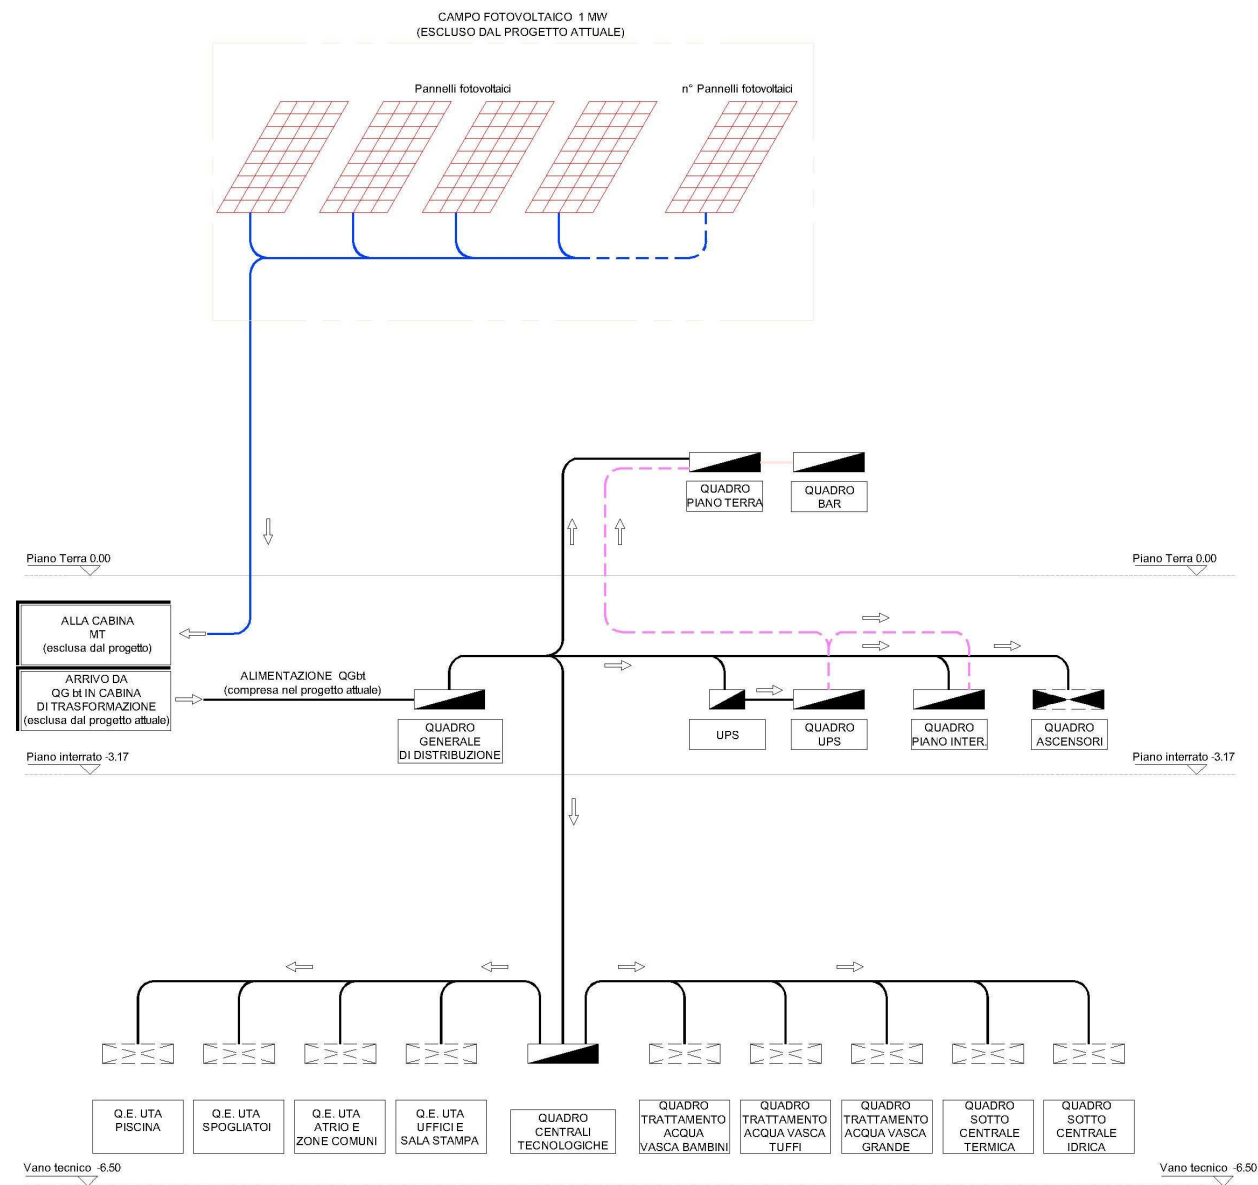 CAMPO FOTOVOLTAICO 1 MW
(ESCLUSO DAL PROGETTO ATTUALE)
Pannelli fotovoltaici
n° Pannelli fotovoltaici
QUADRO
PIANO TERRA
QUADRO
BAR
Piano Terra 0.00
Piano Terra 0.00
ALLA CABINA
MT
(esclusa dal progetto)
ARRIVO DA
QG bt IN CABINA
DI TRASFORMAZIONE
(esclusa dal progetto attuale)
ALIMENTAZIONE QGbt
(compresa nel progetto attuale)
QUADRO
GENERALE
DI DISTRIBUZIONE
UPS
QUADRO
UPS
QUADRO
PIANO INTER.
QUADRO
ASCENSORI
Piano interrato -3.17
Piano interrato -3.17
Q.E. UTA
PISCINA
Q.E. UTA
SPOGLIATOI
Q.E. UTA
ATRIO E
ZONE COMUNI
Q.E. UTA
UFFICI E
SALA STAMPA
QUADRO
CENTRALI
TECNOLOGICHE
QUADRO
TRATTAMENTO
ACQUA
VASCA BAMBINI
QUADRO
TRATTAMENTO
ACQUA VASCA
TUFFI
QUADRO
TRATTAMENTO
ACQUA VASCA
GRANDE
QUADRO
SOTTO
CENTRALE
TERMICA
QUADRO
SOTTO
CENTRALE
IDRICA
Vano tecnico -6.50
Vano tecnico -6.50